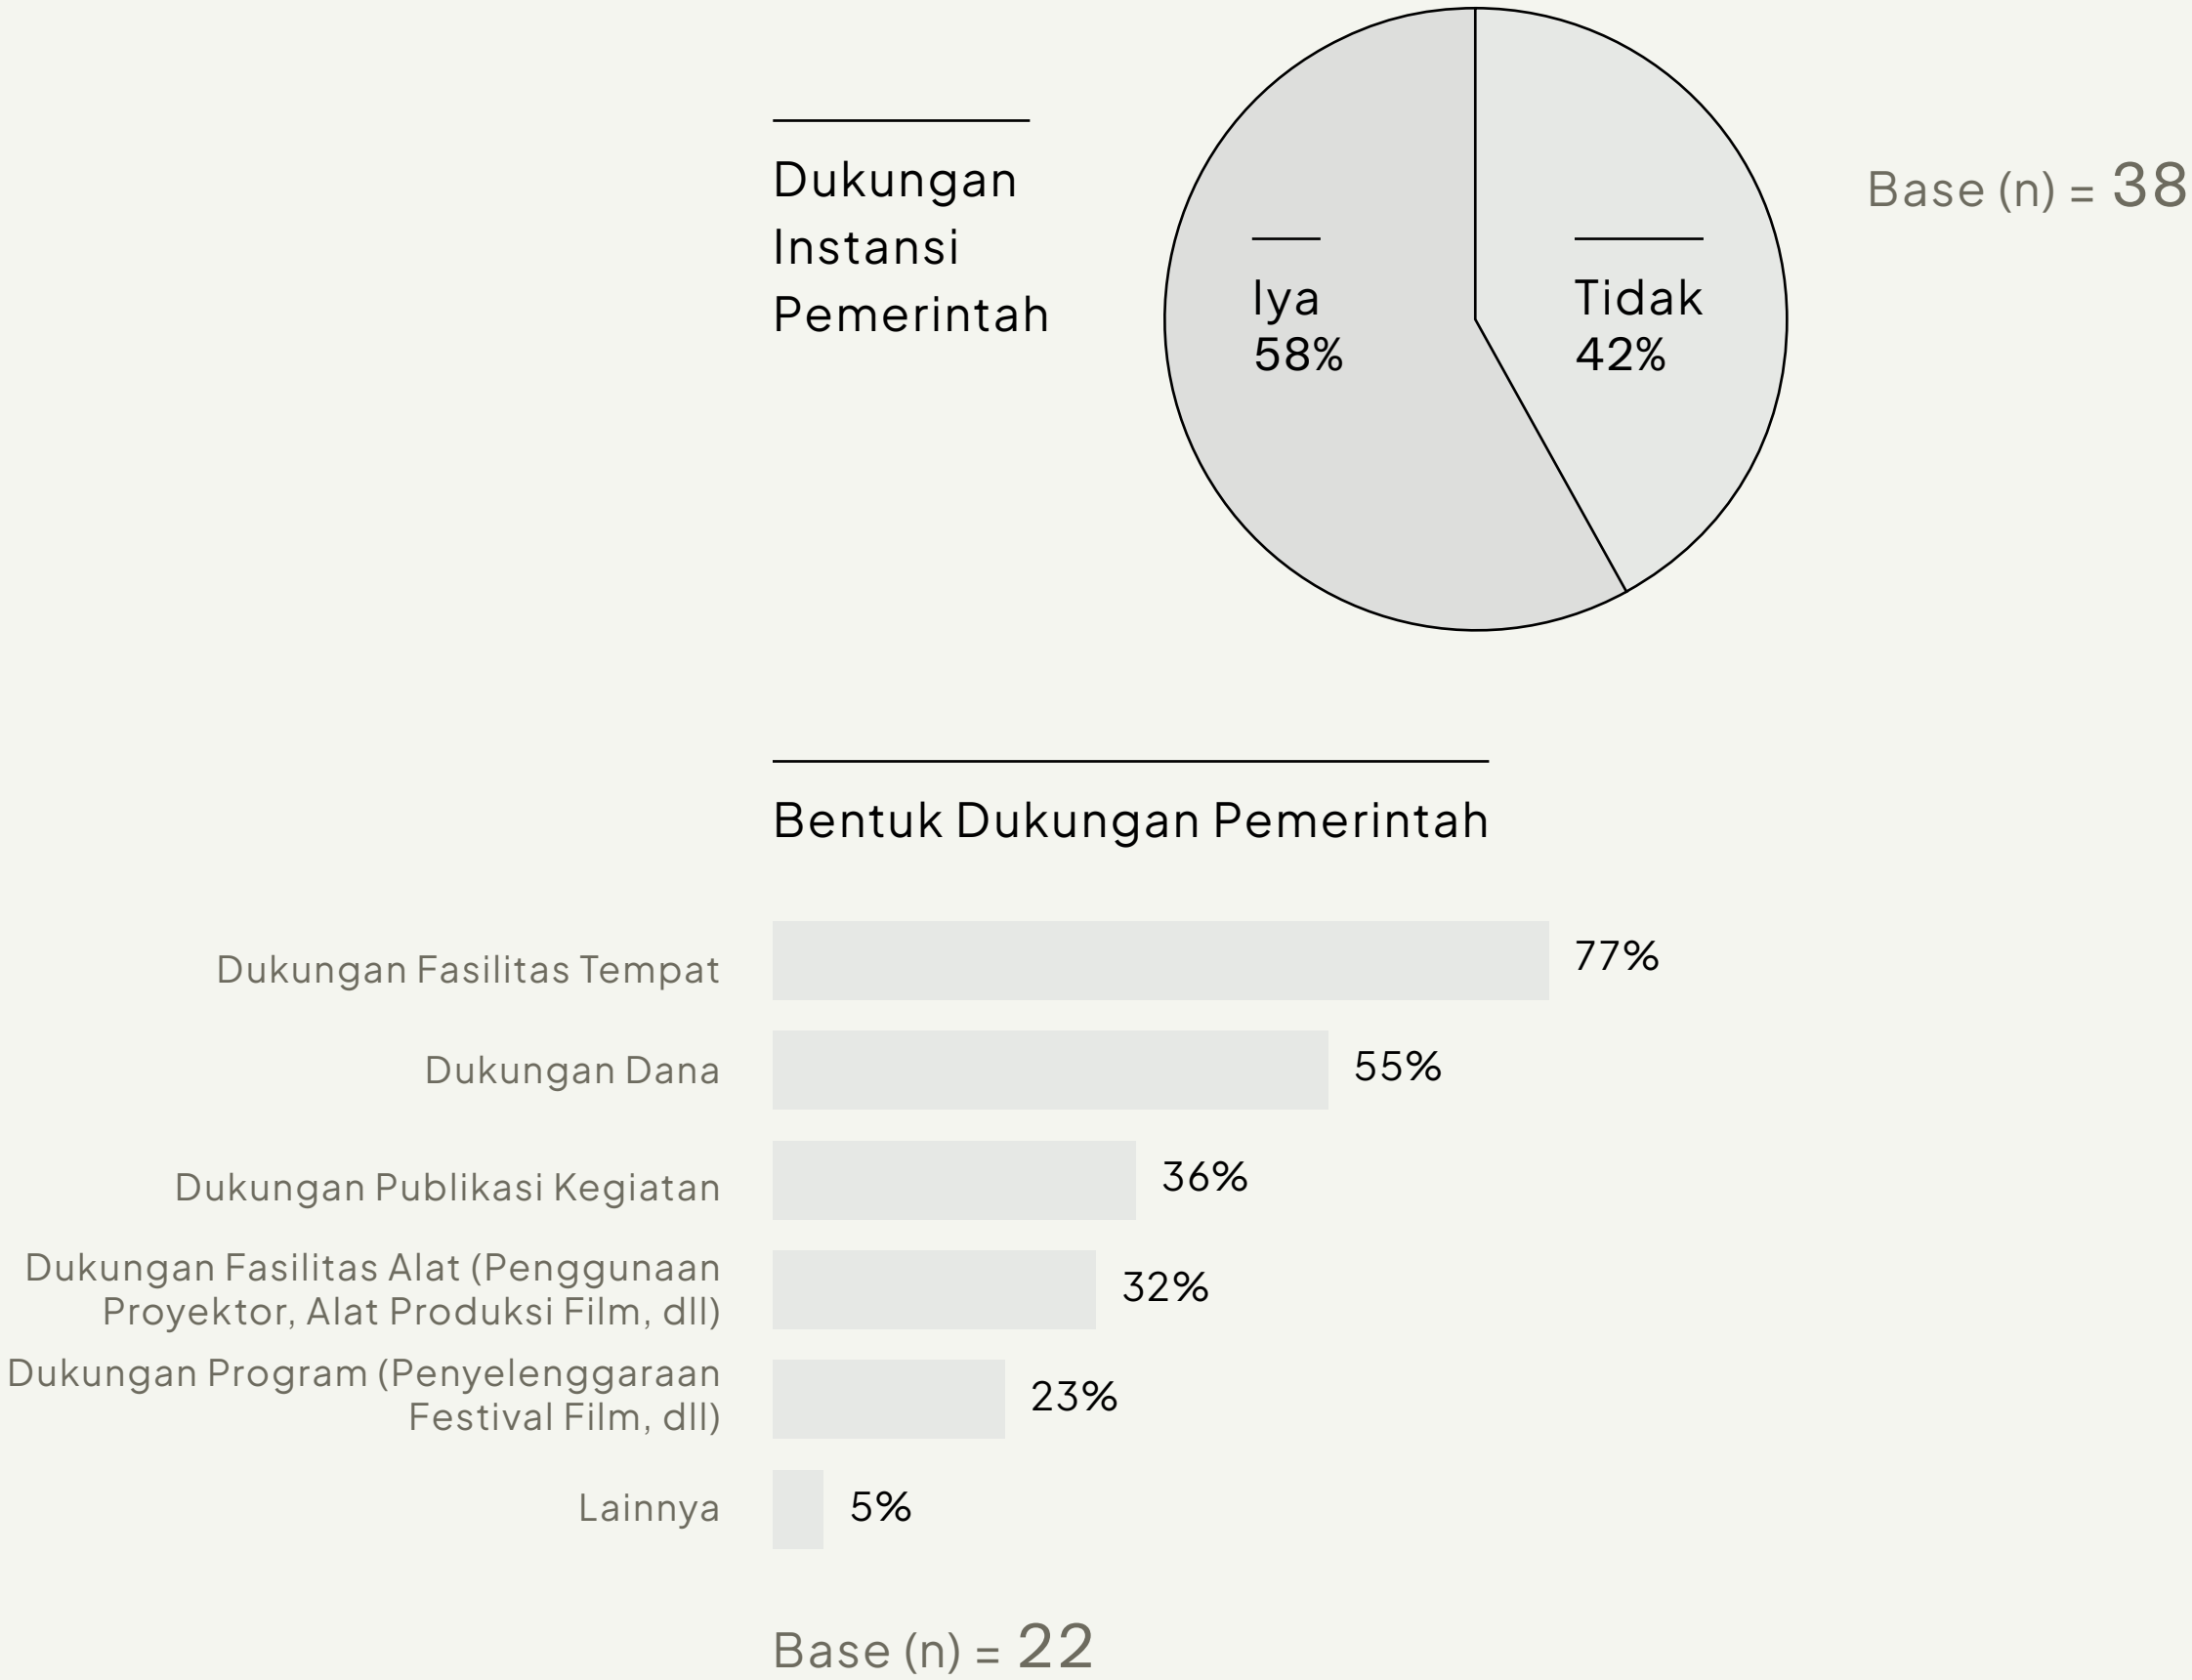 Dukungan
Instansi
Pemerintah
Iya
58%
Tidak
42%
Base (n) = 38
Bentuk Dukungan Pemerintah
Dukungan Fasilitas Tempat
77%
Dukungan Dana
55%
Dukungan Publikasi Kegiatan
36%
Dukungan Fasilitas Alat (Penggunaan
Proyektor, Alat Produksi Film, dll)
32%
Dukungan Program (Penyelenggaraan
Festival Film, dll)
23%
Lainnya
5%
Base (n) = 22